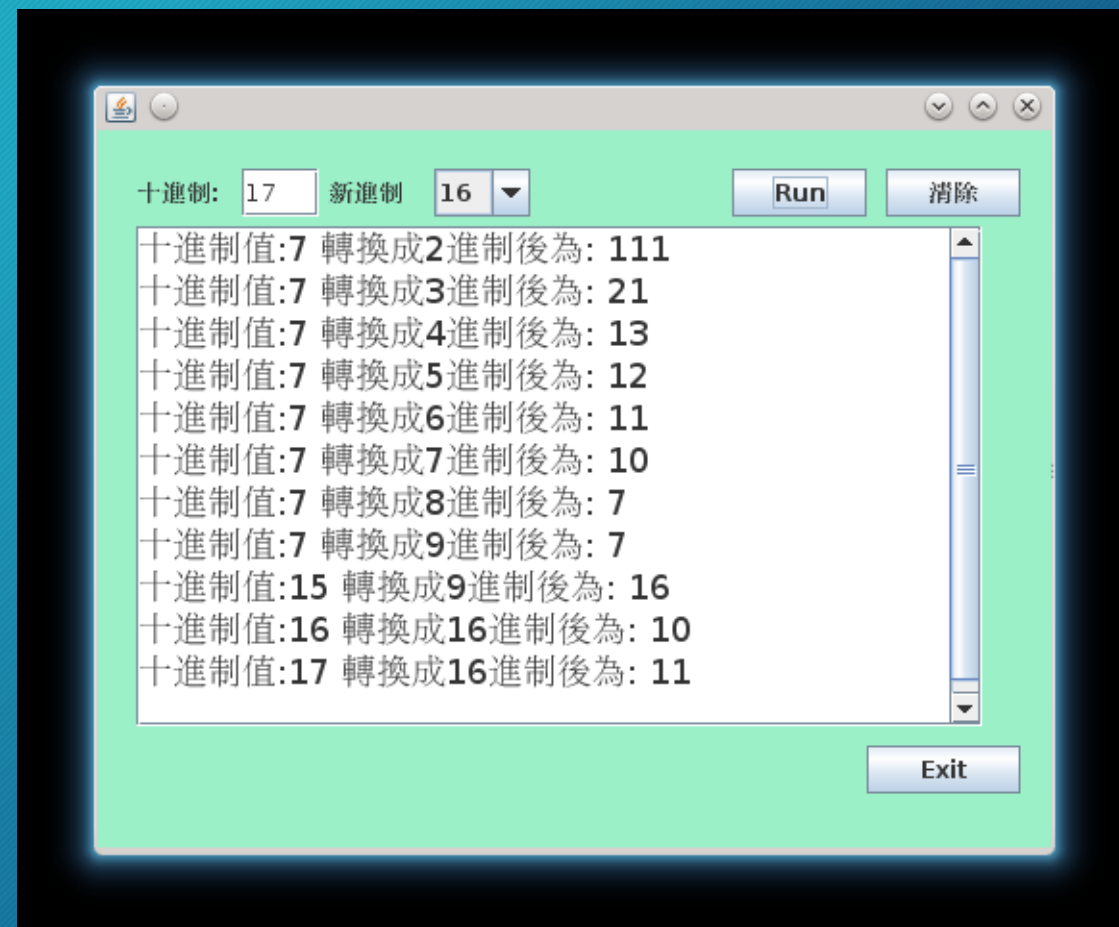 十進制: 17 新進制 16 Run 清除
十進制值:7 轉換成2進制後為: 111
十進制值:7 轉換成3進制後為: 21
十進制值:7 轉換成4進制後為: 13
十進制值:7 轉換成5進制後為: 12
十進制值:7 轉換成6進制後為: 11
十進制值:7 轉換成7進制後為: 10
十進制值:7 轉換成8進制後為: 7
十進制值:7 轉換成9進制後為: 7
十進制值:15 轉換成9進制後為: 16
十進制值:16 轉換成16進制後為: 10
十進制值:17 轉換成16進制後為: 11
Exit